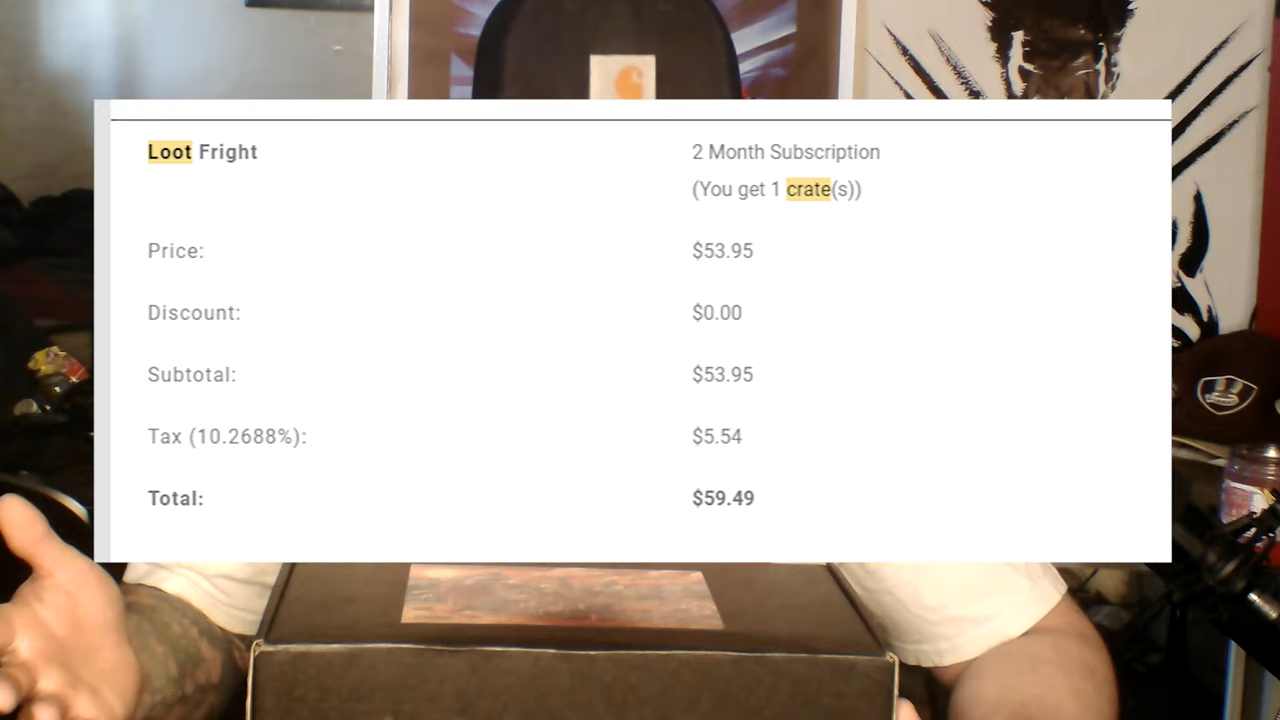 Loot Fright
2 Month Subscription
(You get 1 crate(s))
Price: $53.95
Discount: $0.00
Subtotal: $53.95
Tax (10.2688%): $5.54
Total: $59.49